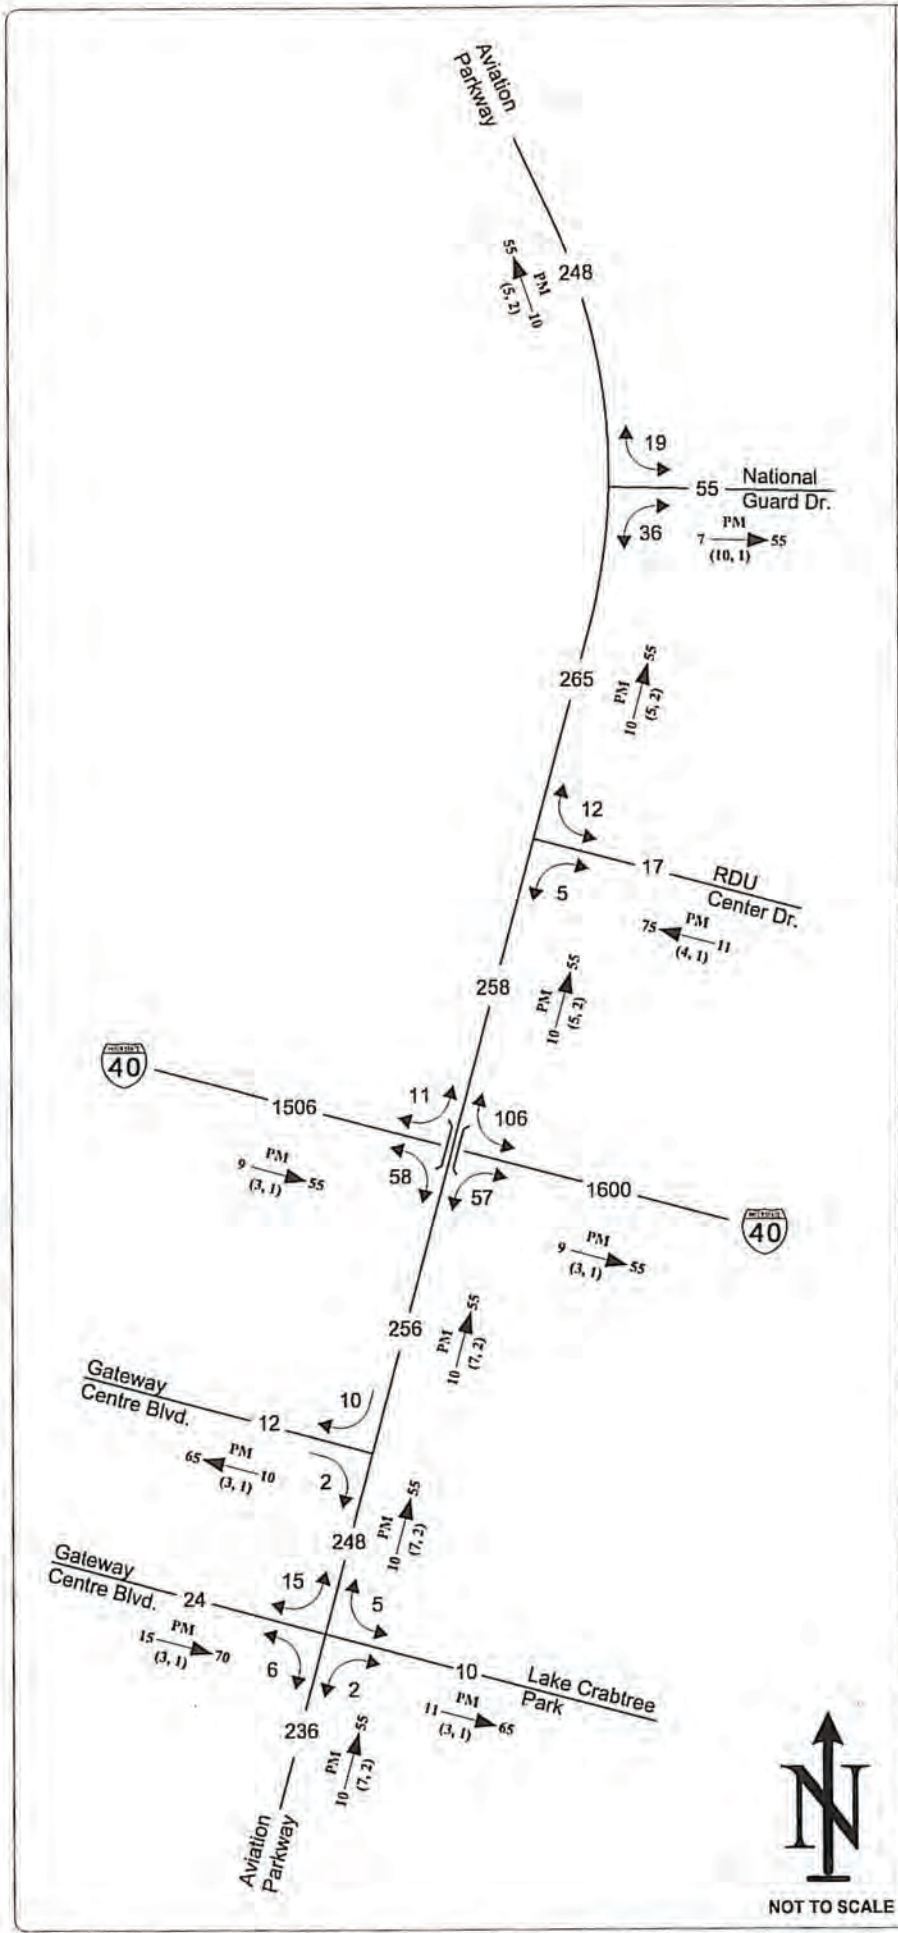 Aviation
Parkway
55
PM
(5, 2)
10
248
19
55
National
Guard Dr.
36
PM
7
55
(10, 1)
265
55
PM
(5, 2)
10
12
17
RDU
Center Dr.
5
PM
75
11
(4, 1)
258
55
PM
(5, 2)
10
40
1506
11
106
PM
9
55
(3, 1)
58
57
1600
40
PM
9
55
(3, 1)
256
55
PM
(7, 2)
10
Gateway
Centre Blvd.
12
10
PM
65
10
(3, 1)
2
248
55
PM
(7, 2)
10
Gateway
Centre Blvd.
24
15
5
PM
15
70
(3, 1)
6
2
10
Lake Crabtree
Park
PM
11
65
(3, 1)
236
55
PM
(7, 2)
10
Aviation
Parkway
N
NOT TO SCALE